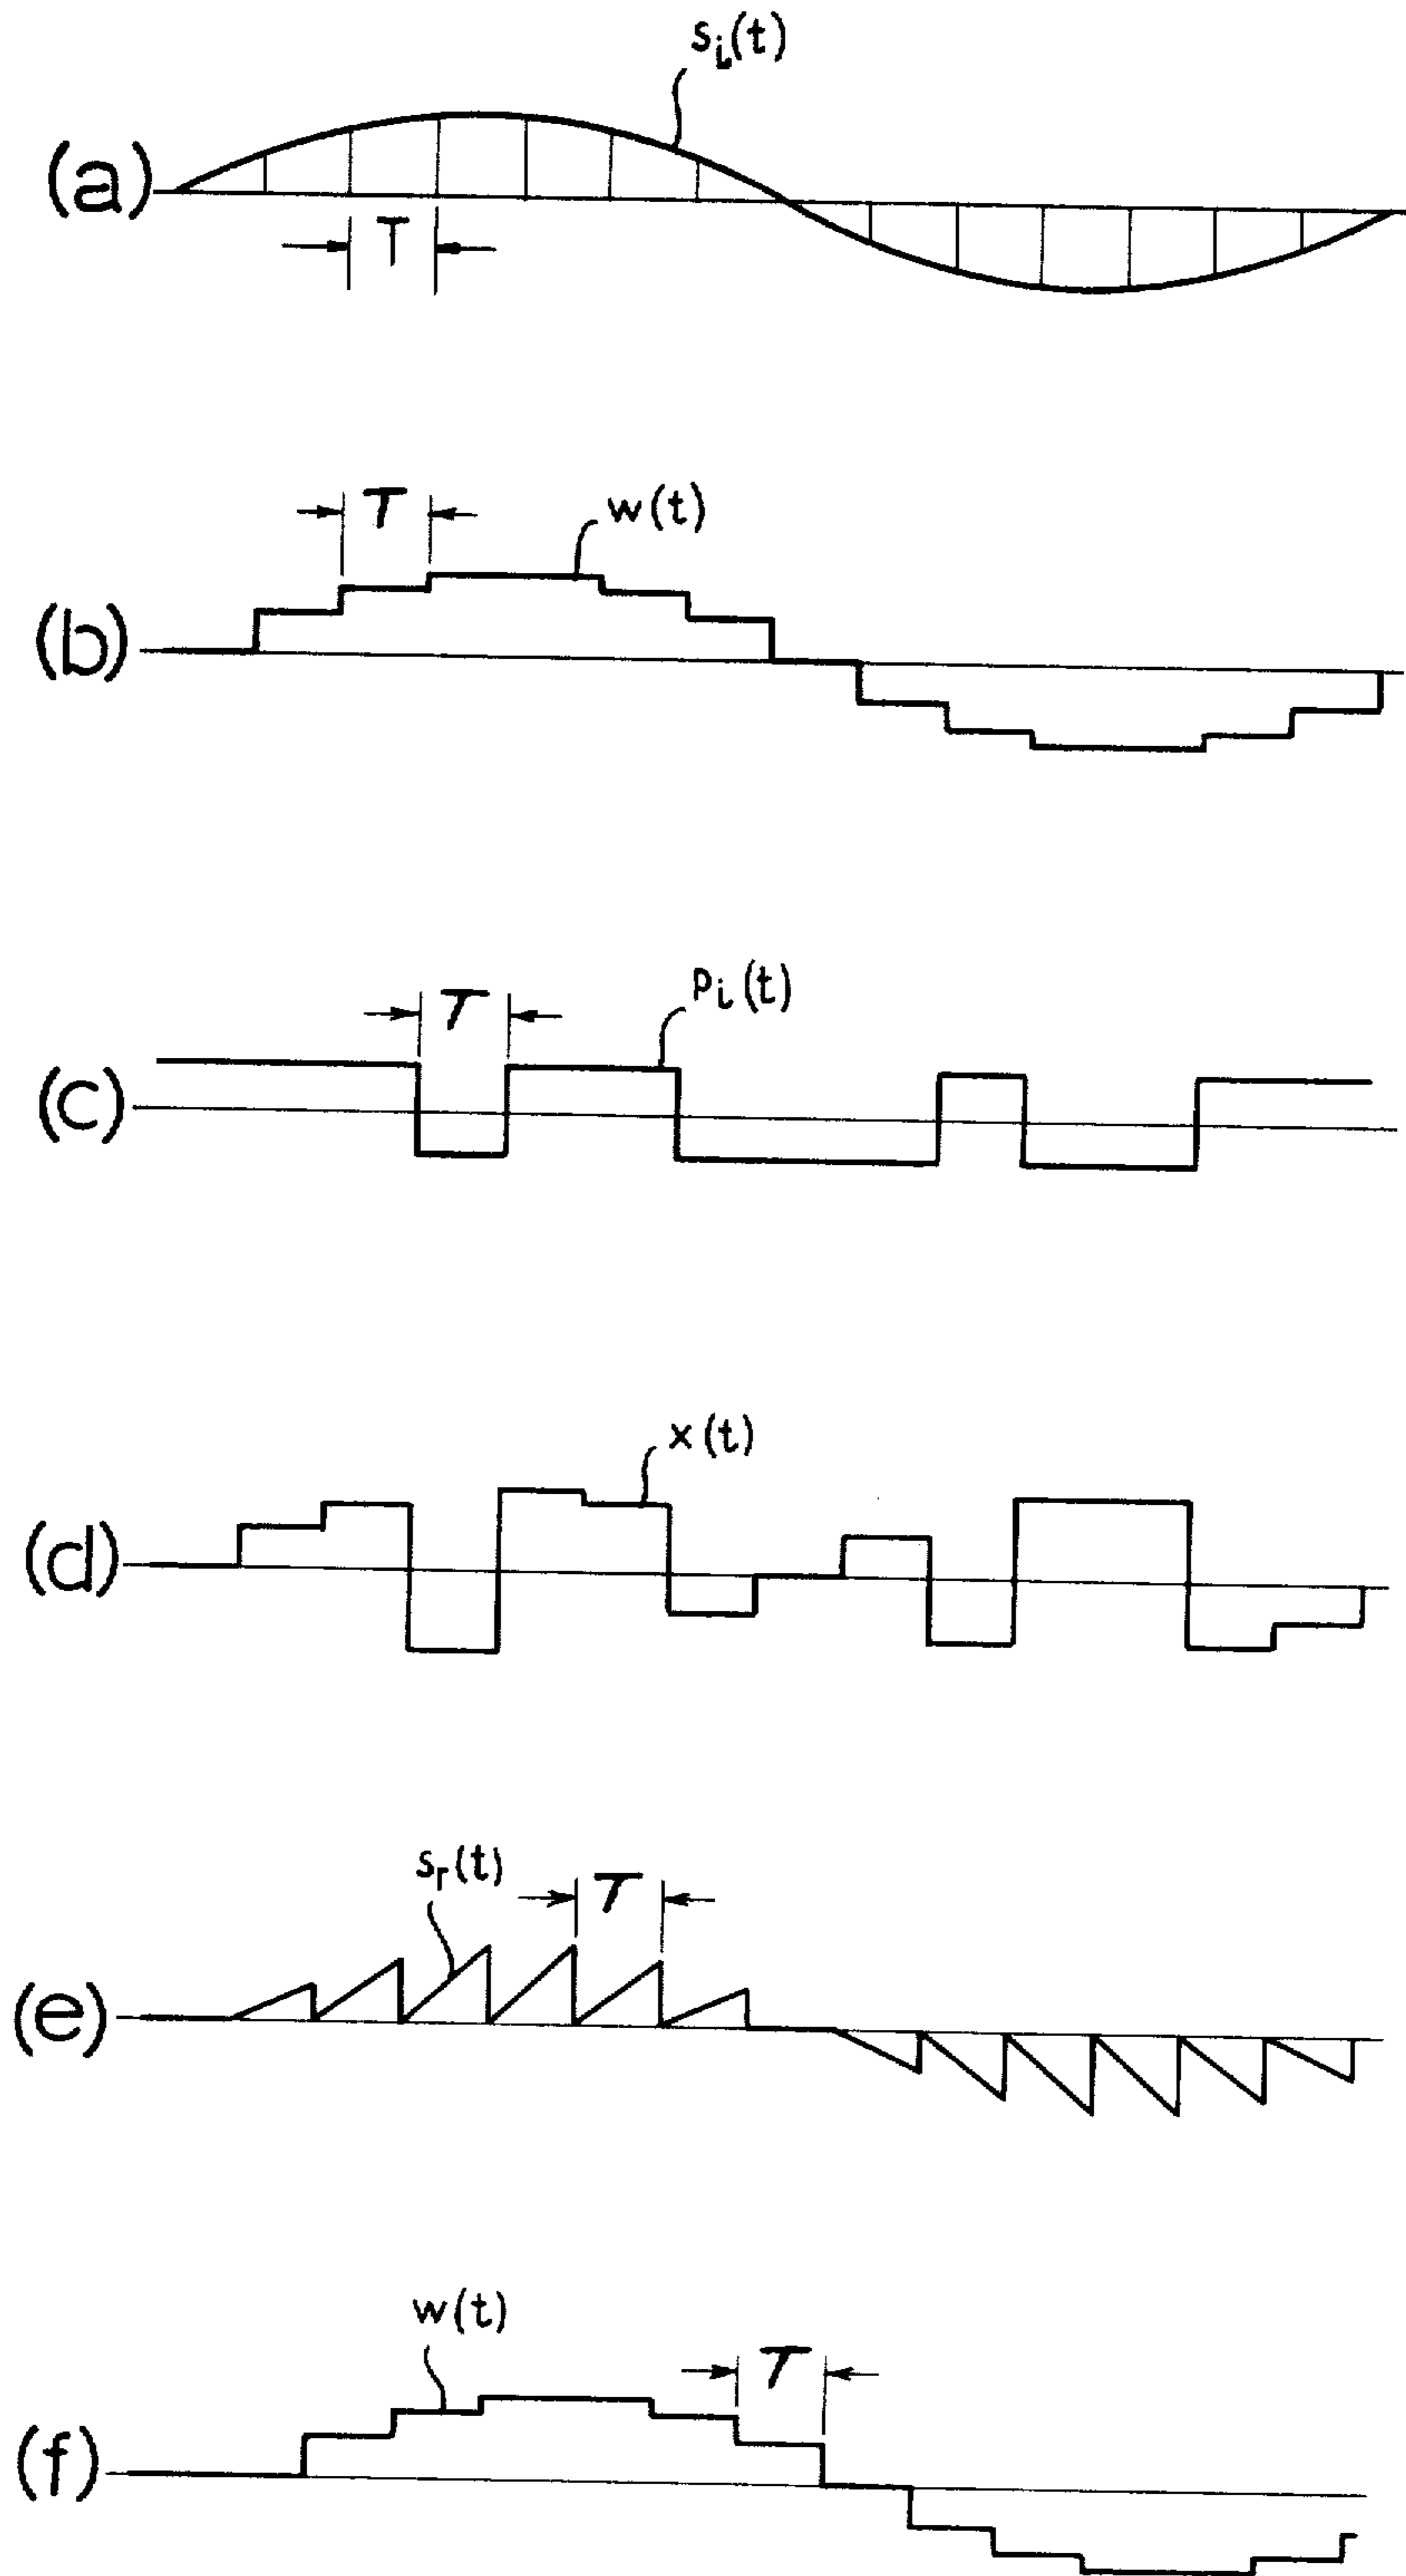 s_i(t)
(a)
T
T
w(t)
(b)
T
p_i(t)
(c)
x(t)
(d)
s_r(t)
T
(e)
w(t)
T
(f)